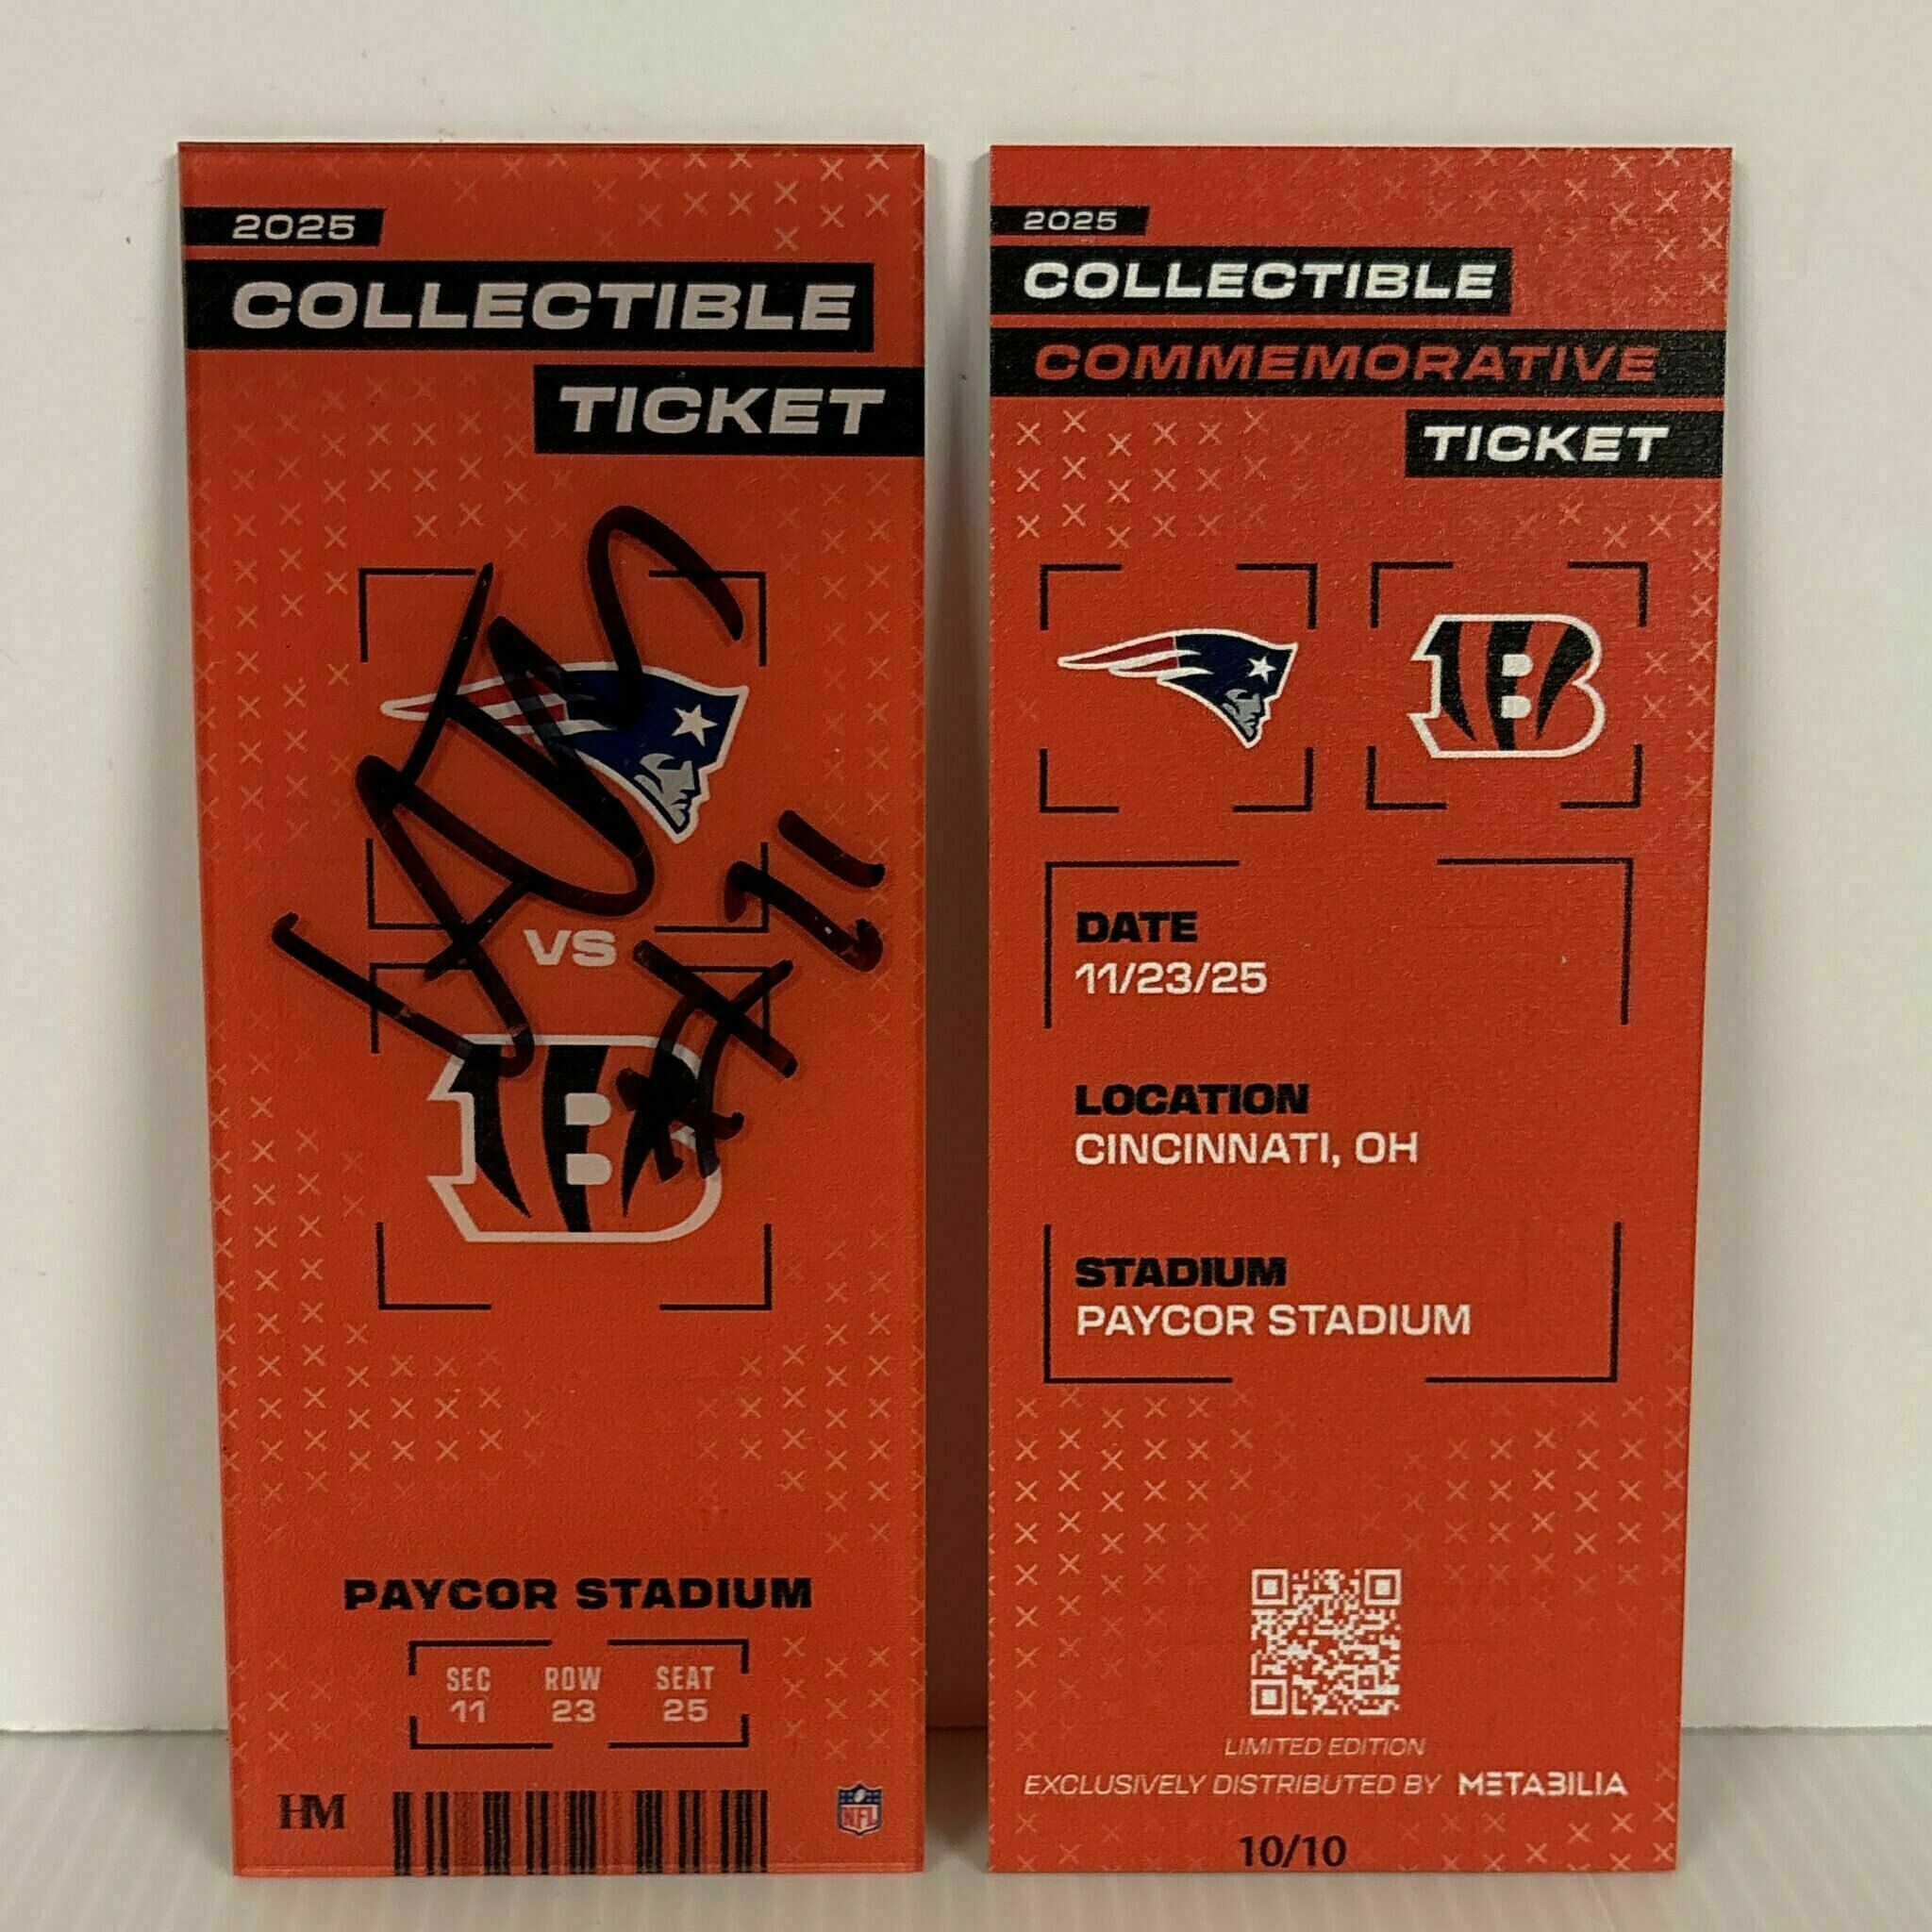 2025
COLLECTIBLE
TICKET
VS
PAYCOR STADIUM
SEC ROW SEAT
11 23 25
HM
NFL
2025
COLLECTIBLE
COMMEMORATIVE
TICKET
DATE
11/23/25
LOCATION
CINCINNATI, OH
STADIUM
PAYCOR STADIUM
LIMITED EDITION
EXCLUSIVELY DISTRIBUTED BY METABILIA
10/10